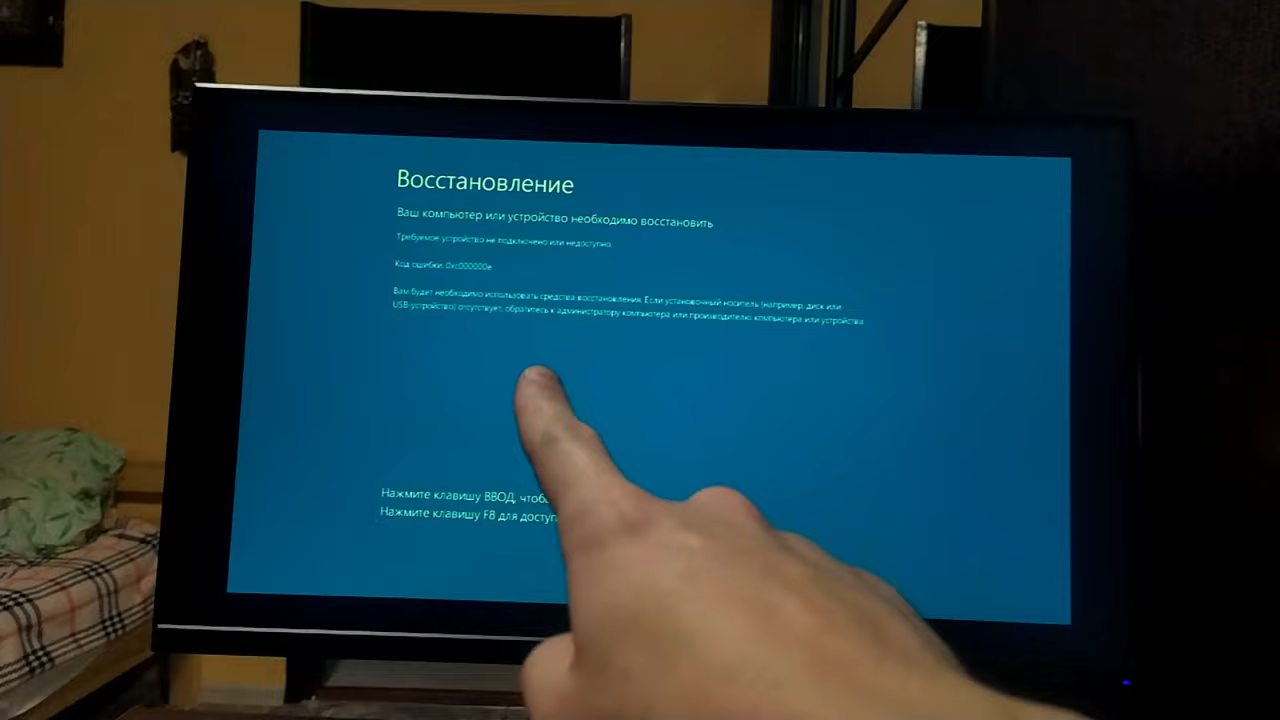 Восстановление
Ваш компьютер или устройство необходимо восстановить
Требуемое устройство не подключено или недоступно.
Код ошибки: 0xc000000e
Вам будет необходимо использовать средства восстановления. Если установочный носитель (например, диск или
USB-устройство) отсутствует, обратитесь к администратору компьютера или производителю компьютера или устройства
Нажмите клавишу ВВОД, чтоб
Нажмите клавишу F8 для доступ